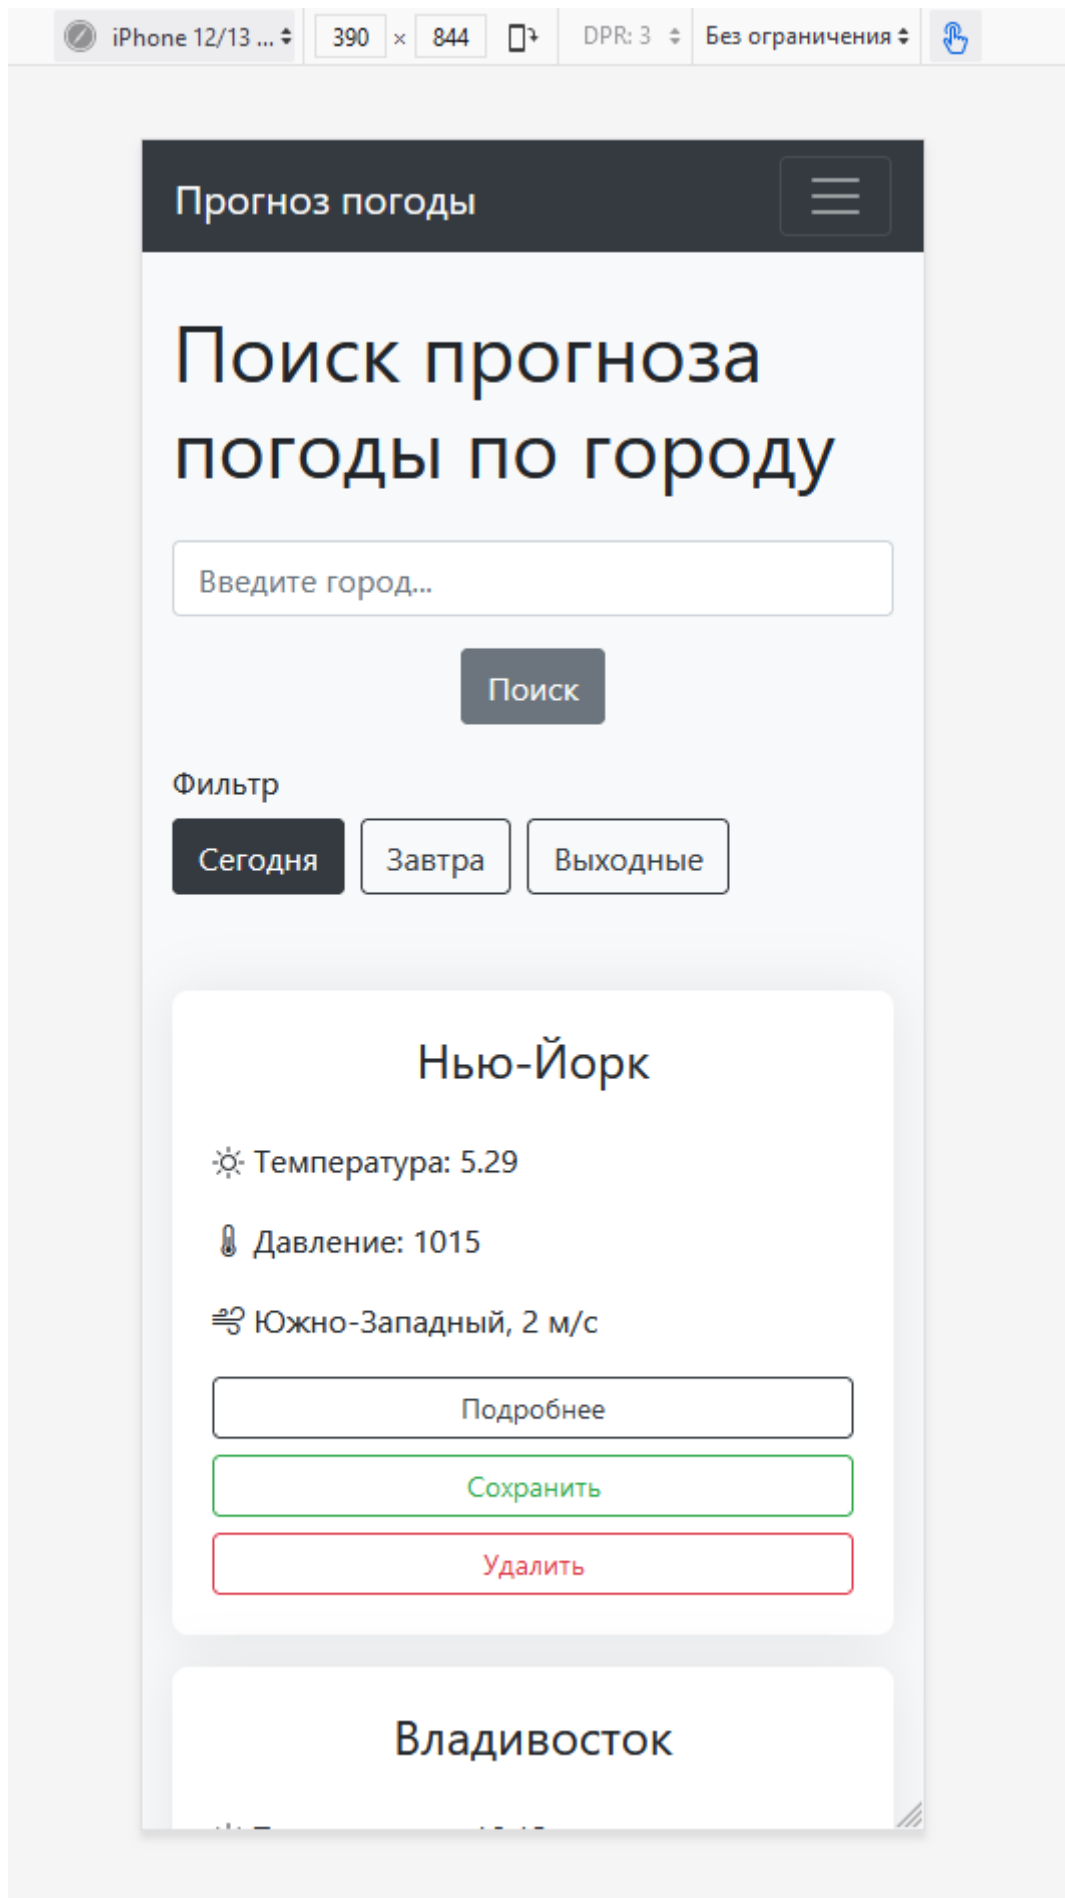 iPhone 12/13 ... 390 × 844 DPR: 3 Без ограничения
Прогноз погоды
Поиск прогноза
погоды по городу
Введите город...
Поиск
Фильтр
Сегодня Завтра Выходные
Нью-Йорк
Температура: 5.29
Давление: 1015
Южно-Западный, 2 м/с
Подробнее
Сохранить
Удалить
Владивосток